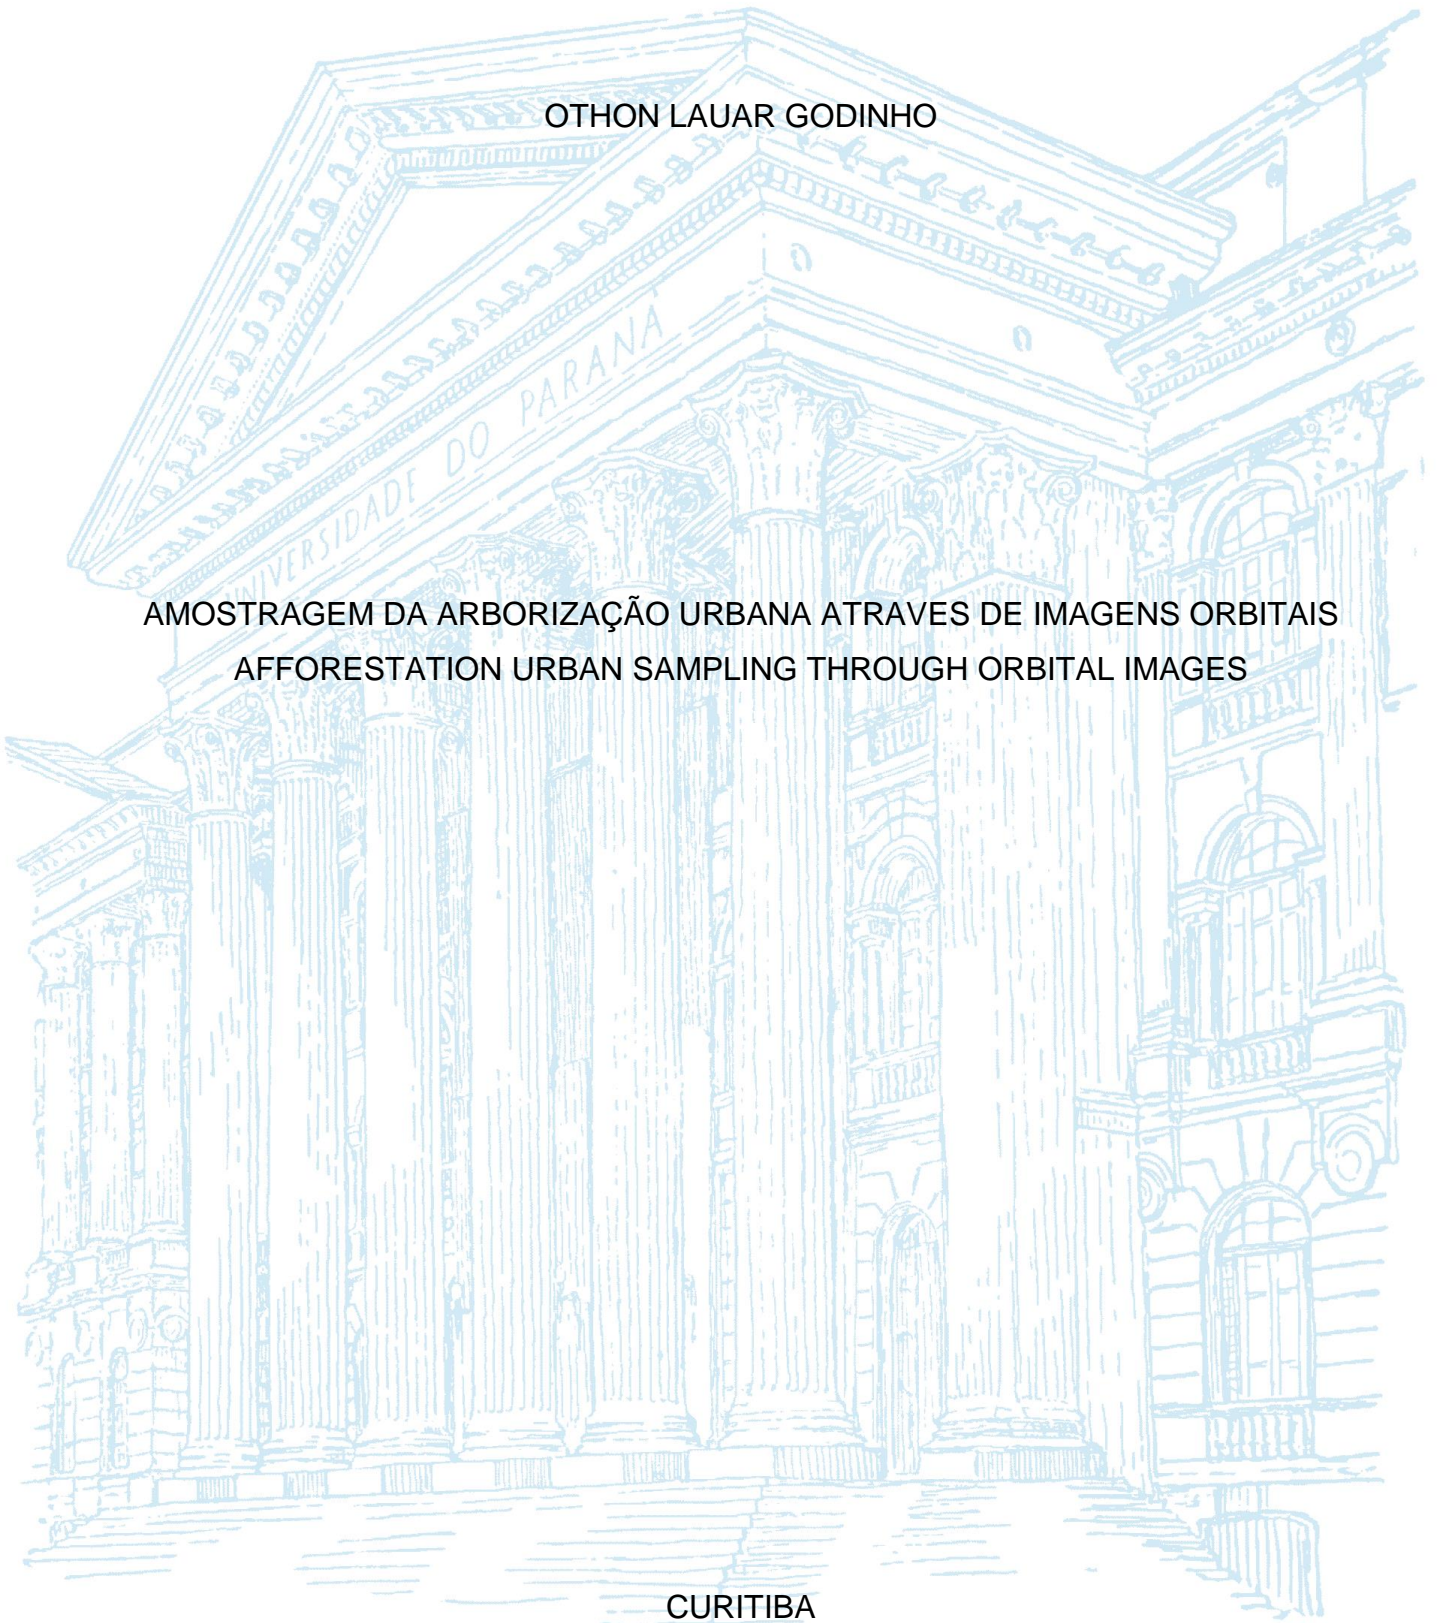 OTHON LAUAR GODINHO
UNIVERSIDADE DO PARANÁ
AMOSTRAGEM DA ARBORIZAÇÃO URBANA ATRAVES DE IMAGENS ORBITAIS
AFFORESTATION URBAN SAMPLING THROUGH ORBITAL IMAGES
CURITIBA